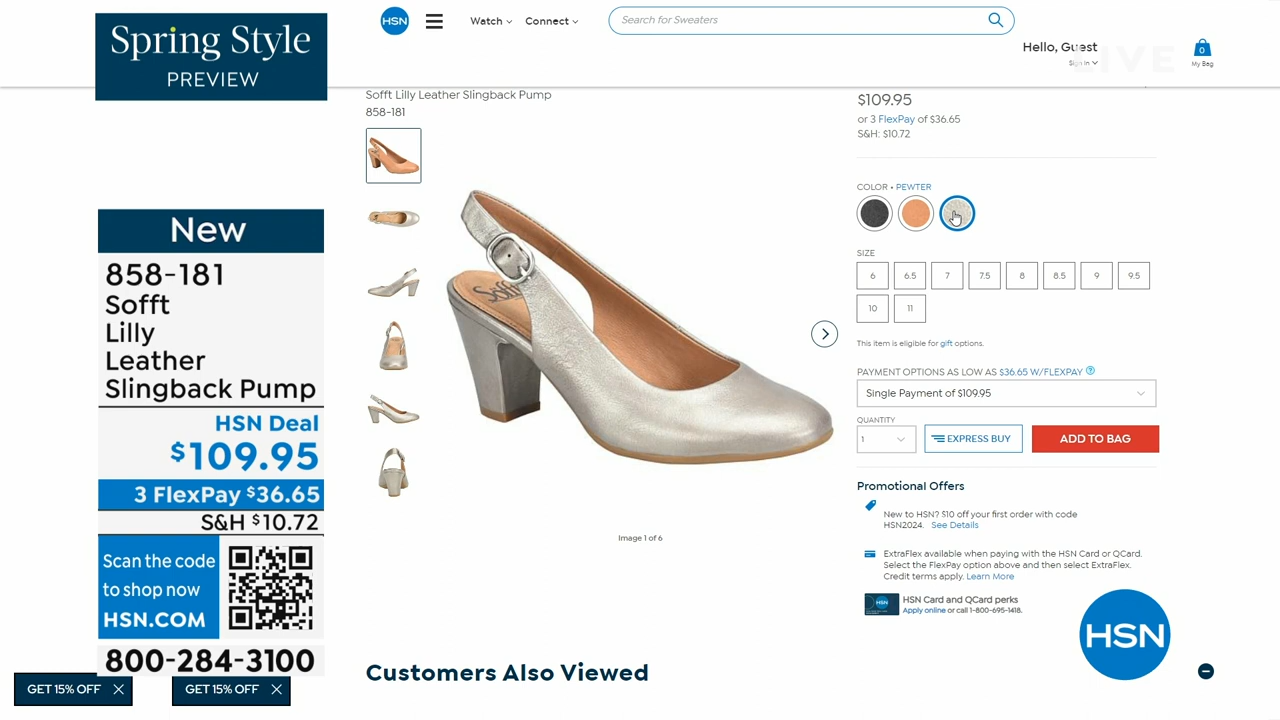 Spring Style
PREVIEW
HSN
Watch
Connect
Search for Sweaters
Hello, Guest
Sign In
LIVE
0
My Bag
Sofft Lilly Leather Slingback Pump
858-181
$109.95
or 3 FlexPay of $36.65
S&H: $10.72
COLOR • PEWTER
SIZE
6 6.5 7 7.5 8 8.5 9 9.5
10 11
This item is eligible for gift options.
PAYMENT OPTIONS AS LOW AS $36.65 W/FLEXPAY ?
Single Payment of $109.95
QUANTITY
1
EXPRESS BUY
ADD TO BAG
Promotional Offers
New to HSN? $10 off your first order with code
HSN2024. See Details
ExtraFlex available when paying with the HSN Card or QCard.
Select the FlexPay option above and then select ExtraFlex.
Credit terms apply. Learn More
HSN
HSN Card and QCard perks
Apply online or call 1-800-695-1418.
Sofft
Image 1 of 6
New
858-181
Sofft
Lilly
Leather
Slingback Pump
HSN Deal
$109.95
3 FlexPay $36.65
S&H $10.72
Scan the code
to shop now
HSN.COM
800-284-3100
GET 15% OFF
GET 15% OFF
Customers Also Viewed
HSN